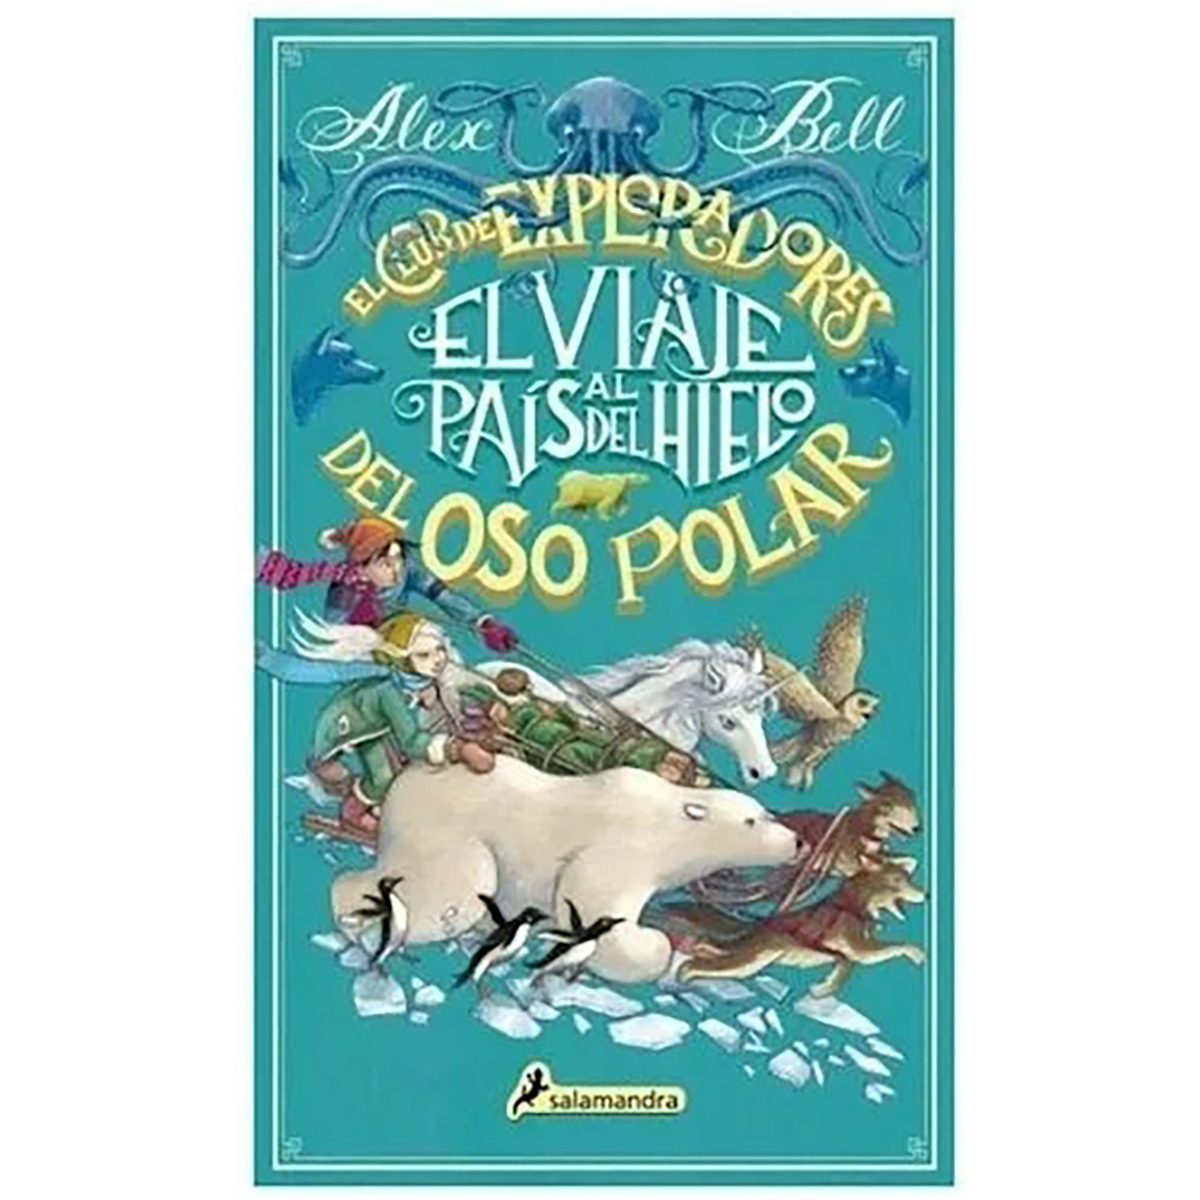 Alex Bell
EL CLUB DE EXPLORADORES
EL VIAJE
AL
PAÍS DEL HIELO
DEL OSO POLAR
salamandra